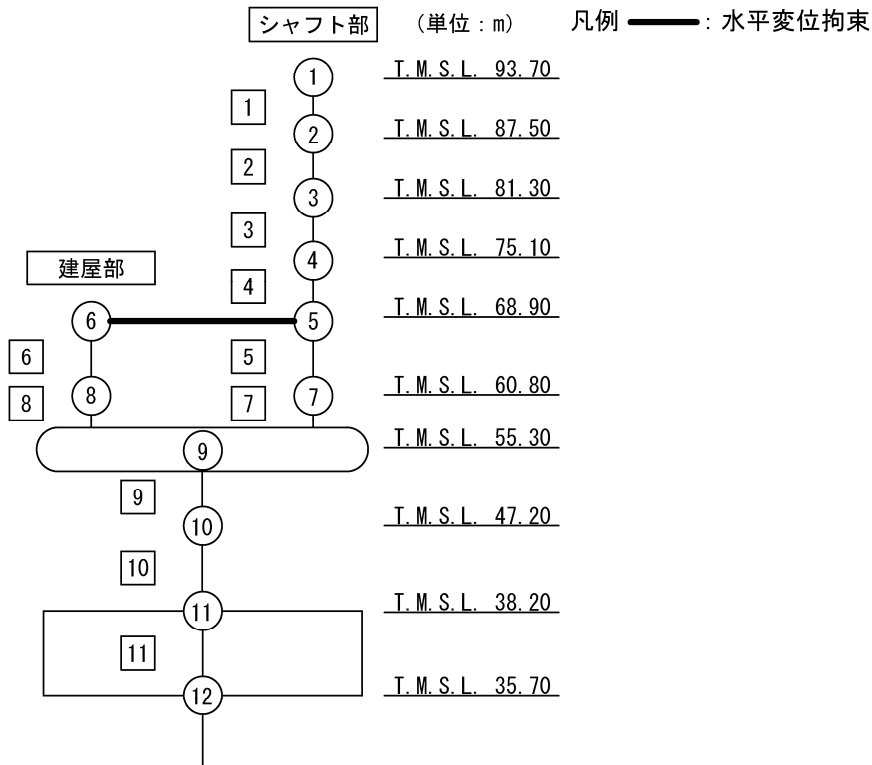 シャフト部 (単位:m) 凡例 : 水平変位拘束
① T.M.S.L. 93.70
1
② T.M.S.L. 87.50
2
③ T.M.S.L. 81.30
3
④ T.M.S.L. 75.10
建屋部
4
⑥ ⑤ T.M.S.L. 68.90
6 5
⑧ ⑦ T.M.S.L. 60.80
8 7
⑨ T.M.S.L. 55.30
9
⑩ T.M.S.L. 47.20
10
⑪ T.M.S.L. 38.20
11
⑫ T.M.S.L. 35.70